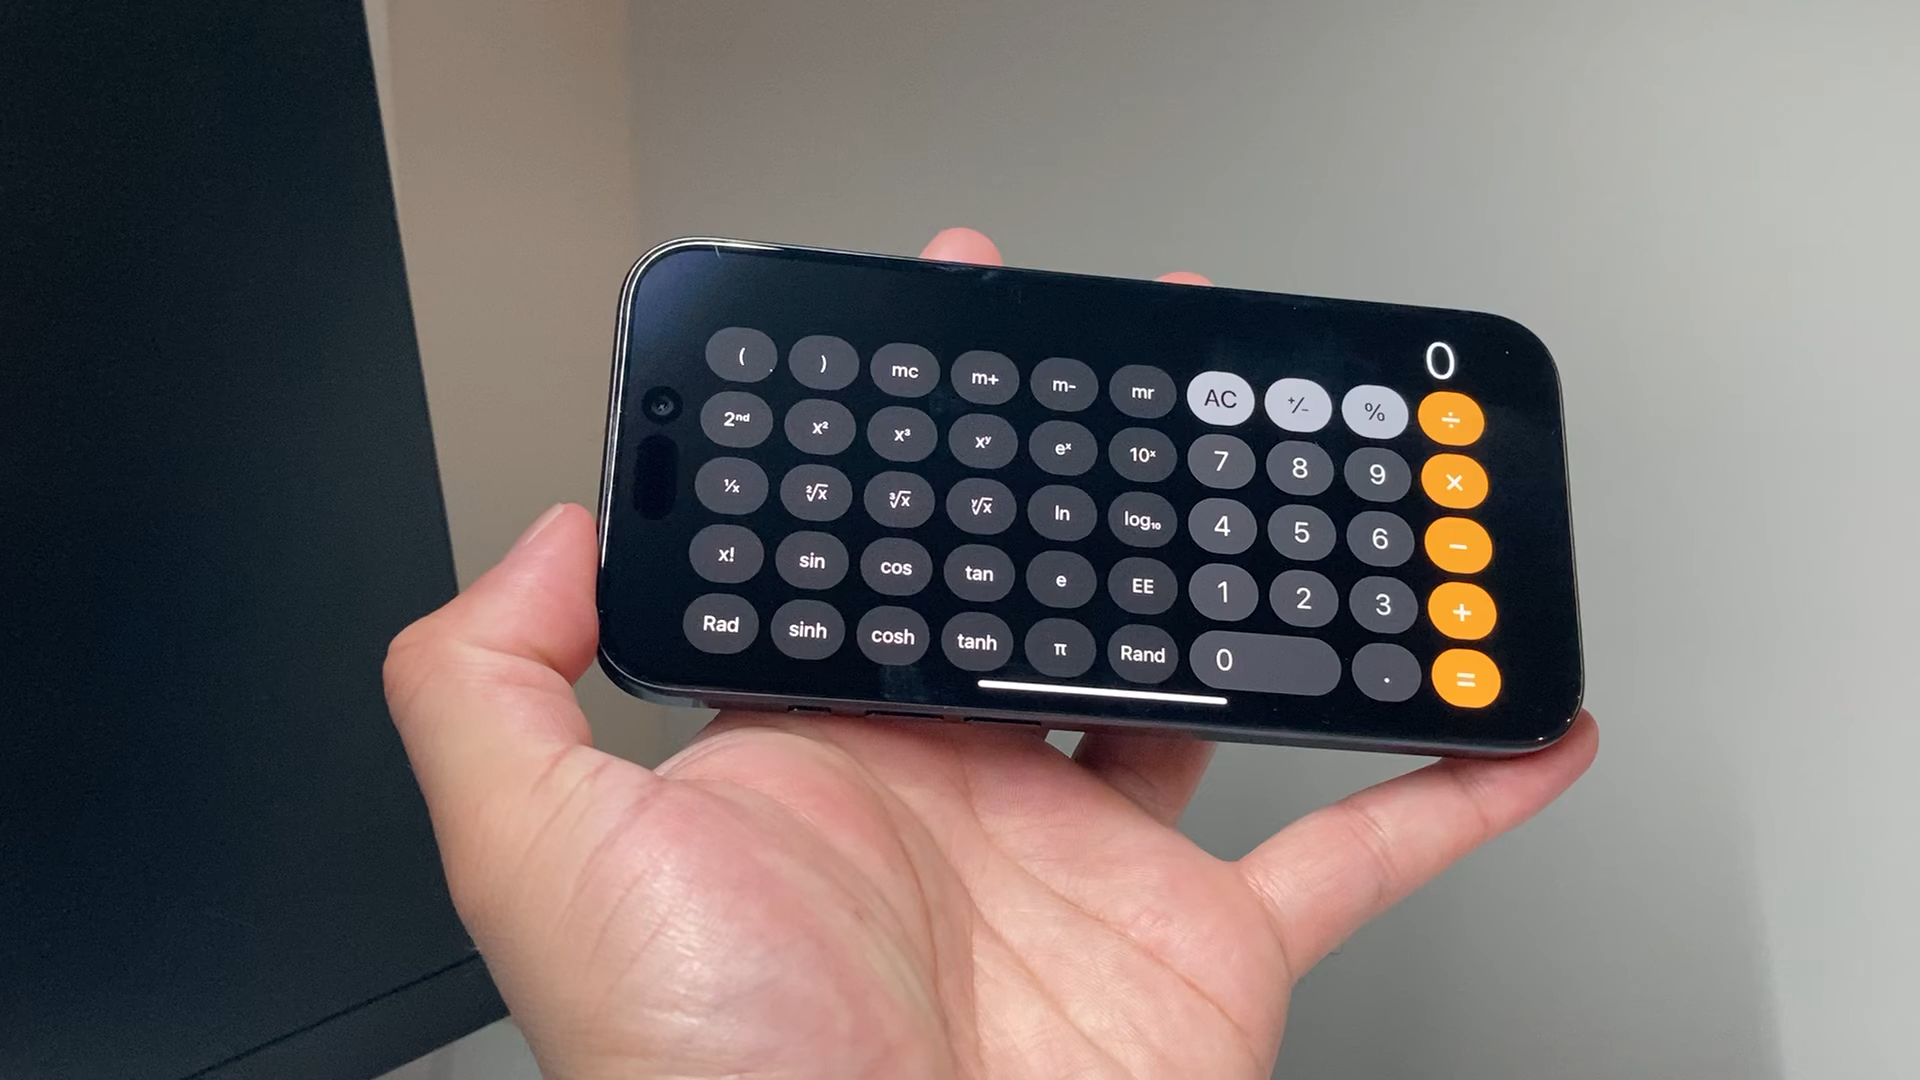 0
( ) mc m+ m- mr AC +/- % ÷
2ⁿᵈ x² x³ xʸ eˣ 10ˣ 7 8 9 ×
¹/x ²√x ³√x ʸ√x ln log₁₀ 4 5 6 −
x! sin cos tan e EE 1 2 3 +
Rad sinh cosh tanh π Rand 0 . =